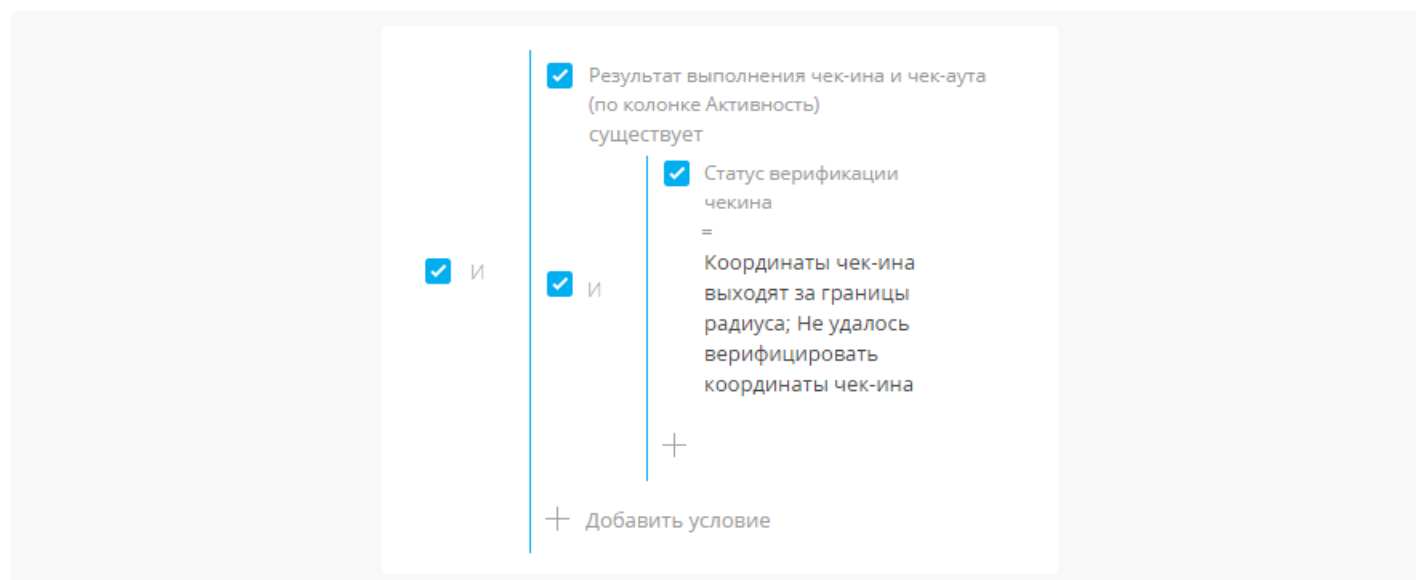 Результат выполнения чек-ина и чек-аута
(по колонке Активность)
существует
Статус верификации
чекина
=
Координаты чек-ина
И
выходят за границы
И
радиуса; Не удалось
верифицировать
координаты чек-ина
Добавить условие